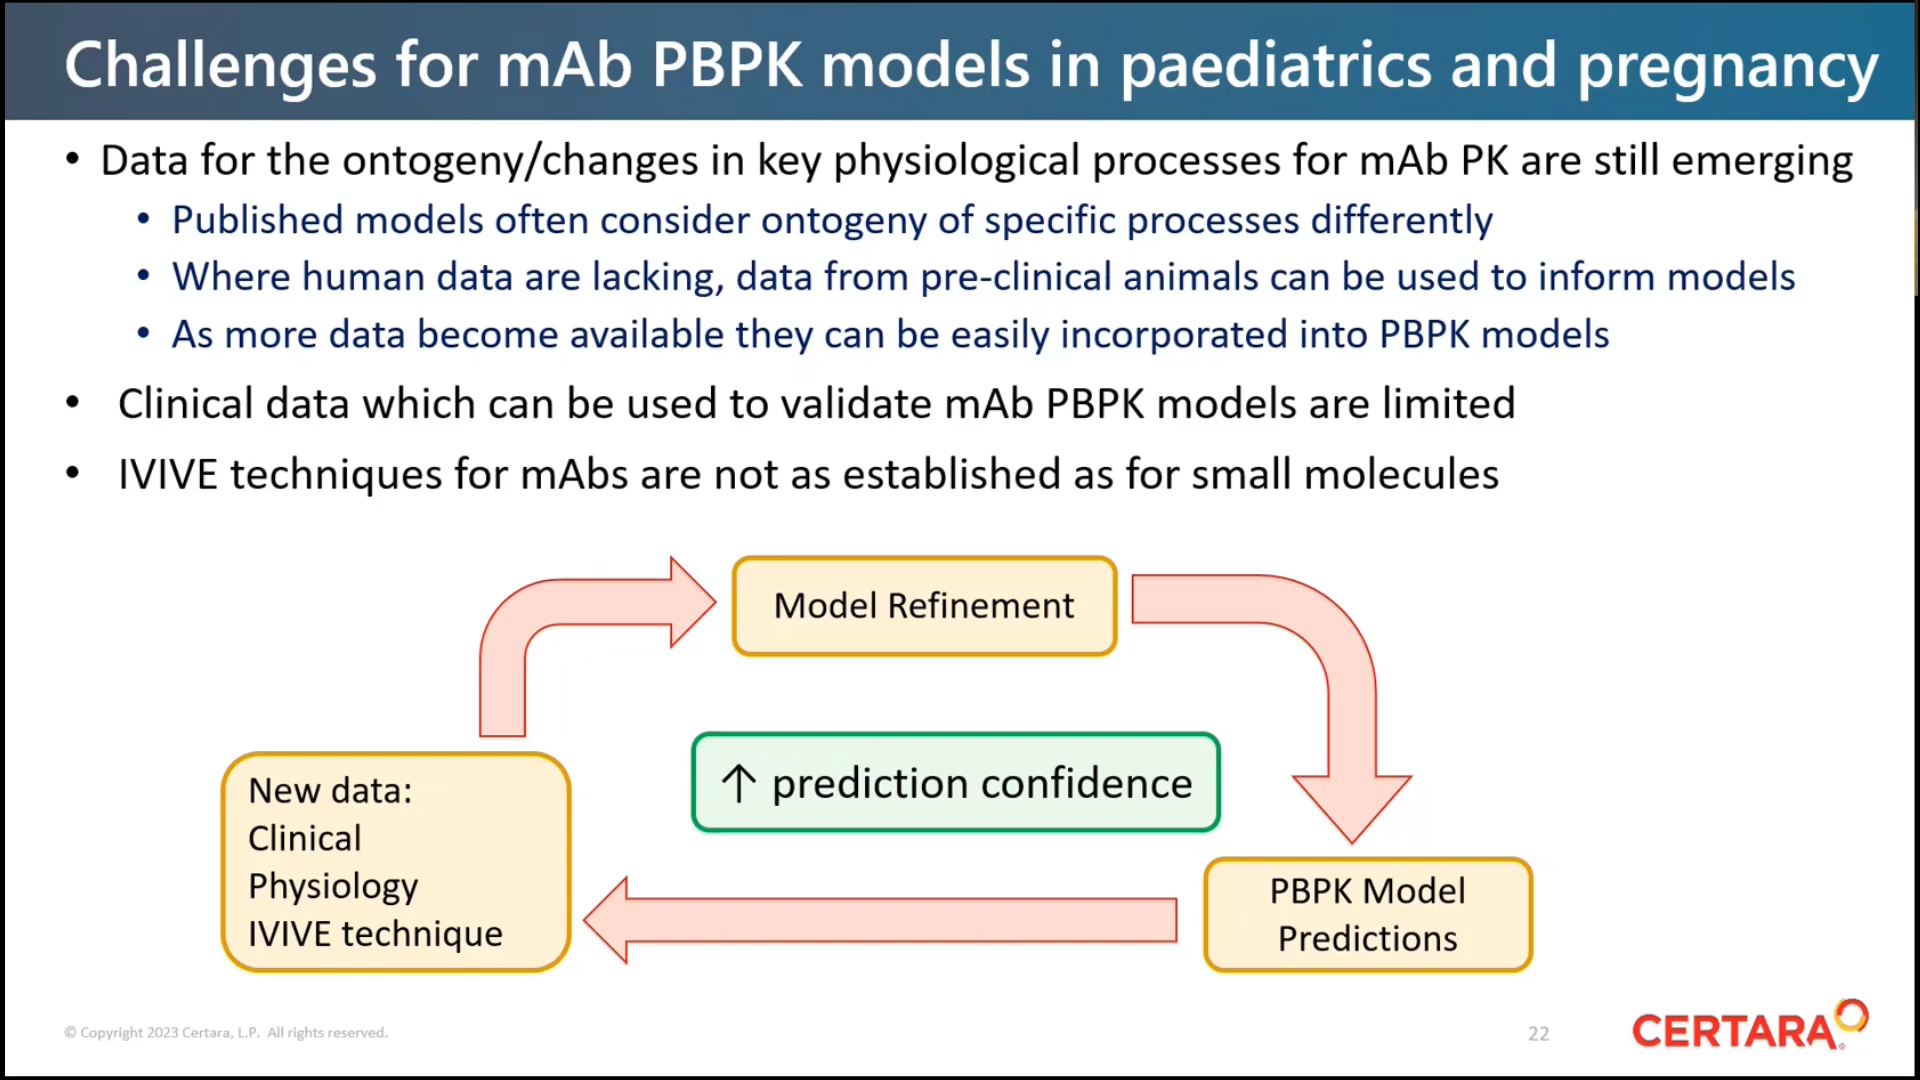 Challenges for mAb PBPK models in paediatrics and pregnancy
• Data for the ontogeny/changes in key physiological processes for mAb PK are still emerging
• Published models often consider ontogeny of specific processes differently
• Where human data are lacking, data from pre-clinical animals can be used to inform models
• As more data become available they can be easily incorporated into PBPK models
• Clinical data which can be used to validate mAb PBPK models are limited
• IVIVE techniques for mAbs are not as established as for small molecules
Model Refinement
↑ prediction confidence
New data:
Clinical
Physiology
IVIVE technique
PBPK Model
Predictions
© Copyright 2023 Certara, L.P. All rights reserved.
22
CERTARA